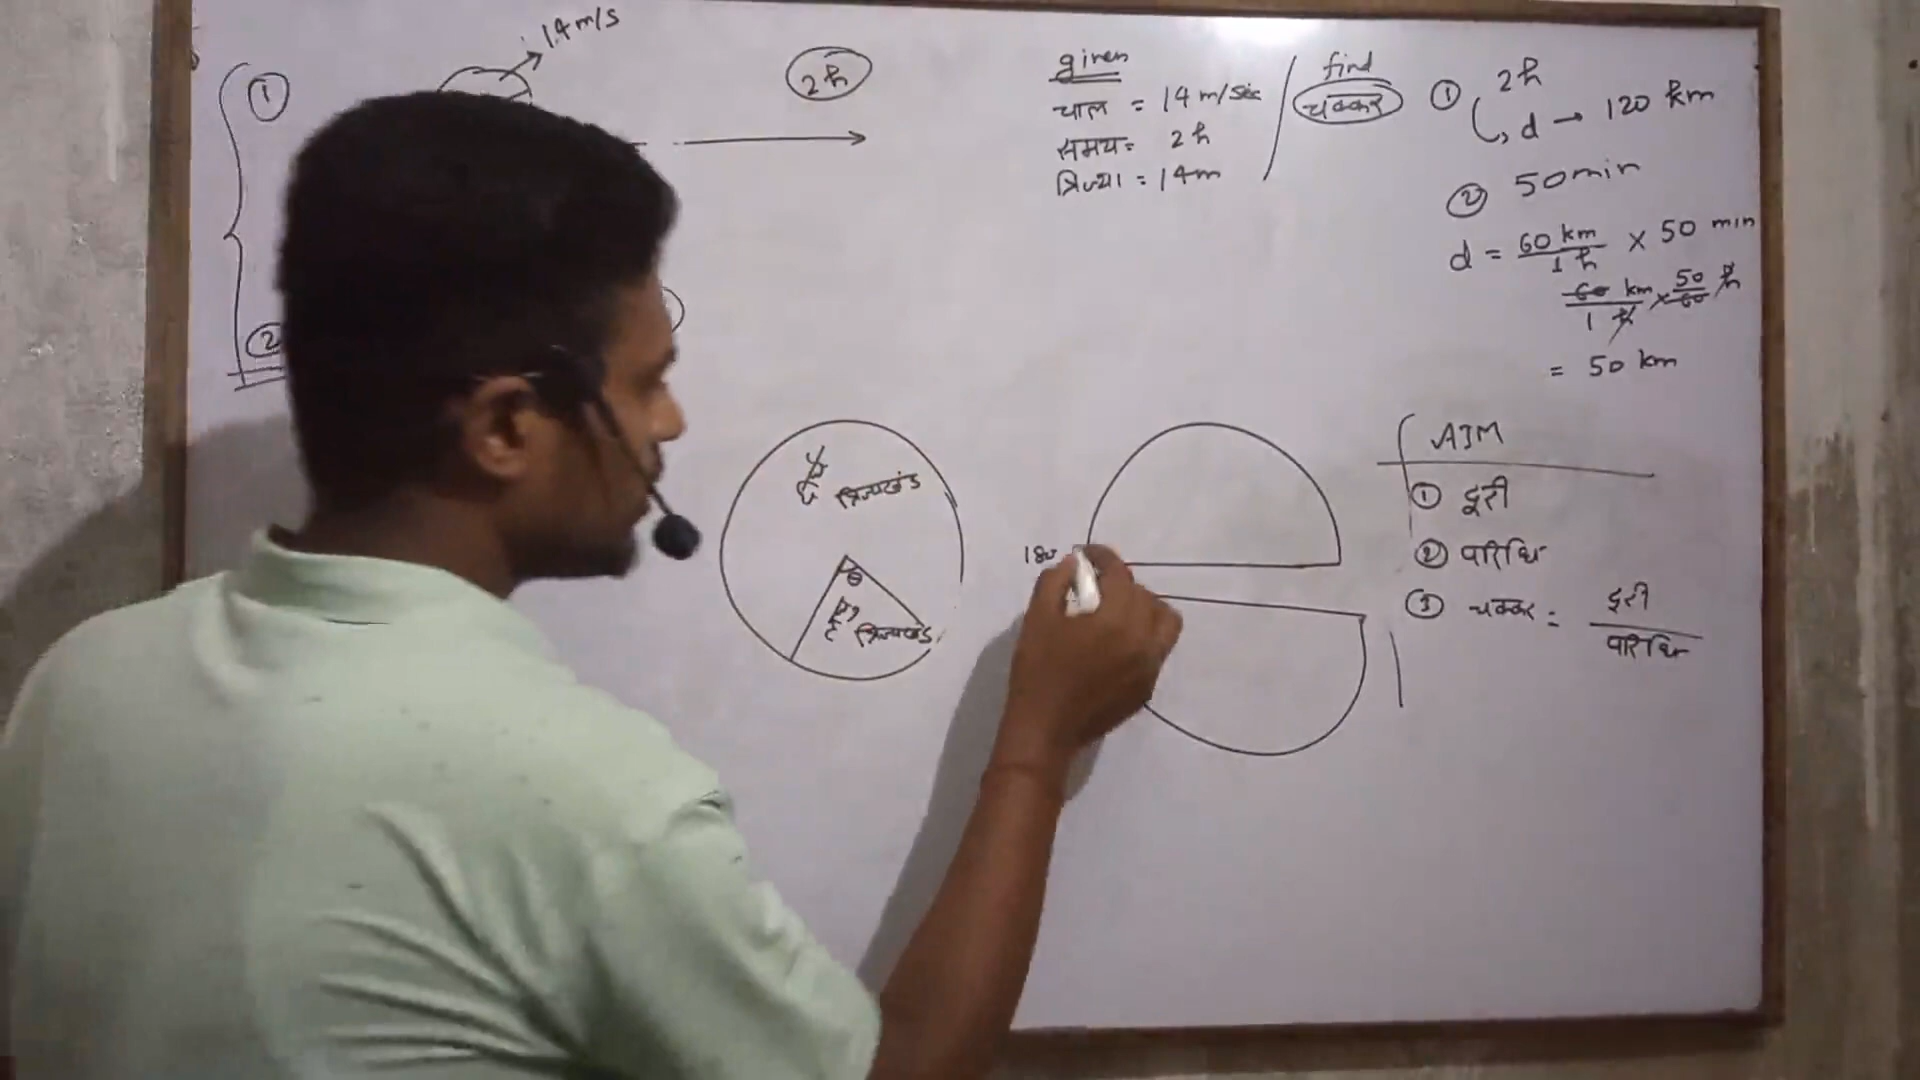 ①
14 m/s
2 h
②
given
चाल = 14 m/sec
समय = 2 h
त्रिज्या = 14 m
find
चक्कर
① 2 h
d → 120 km
② 50 min
d = 60 km / 1 h × 50 min
60 km / 1 h × 50 / 60 h
= 50 km
त्रिज्यखंड
θ
त्रिज्यखंड
180
AIM
① दूरी
② परिधि
③ चक्कर = दूरी / परिधि